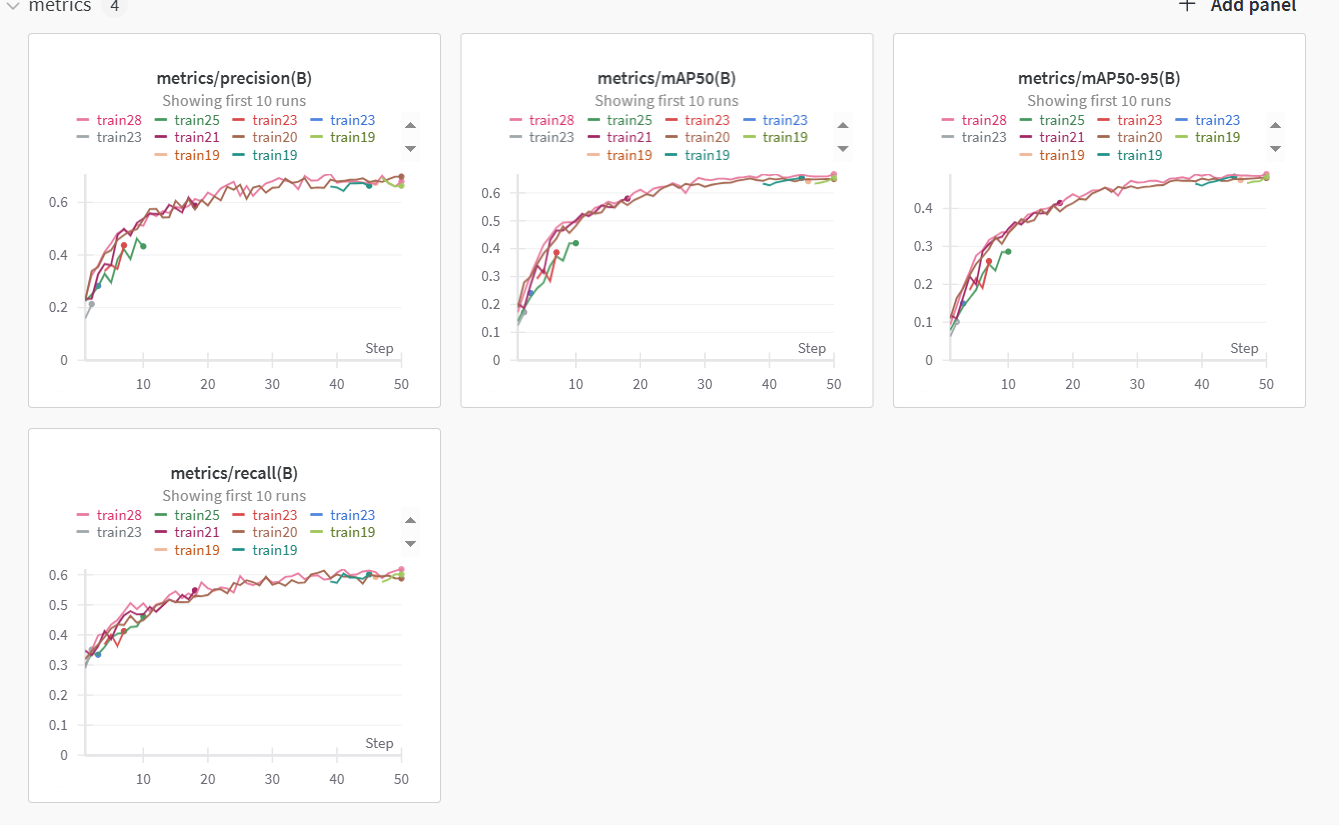 metrics 4
+ Add panel
metrics/precision(B)
Showing first 10 runs
train28 train25 train23 train23
train23 train21 train20 train19
train19 train19
0.6
0.4
0.2
0
Step
10 20 30 40 50
metrics/mAP50(B)
Showing first 10 runs
train28 train25 train23 train23
train23 train21 train20 train19
train19 train19
0.6
0.5
0.4
0.3
0.2
0.1
0
Step
10 20 30 40 50
metrics/mAP50-95(B)
Showing first 10 runs
train28 train25 train23 train23
train23 train21 train20 train19
train19 train19
0.4
0.3
0.2
0.1
0
Step
10 20 30 40 50
metrics/recall(B)
Showing first 10 runs
train28 train25 train23 train23
train23 train21 train20 train19
train19 train19
0.6
0.5
0.4
0.3
0.2
0.1
0
Step
10 20 30 40 50